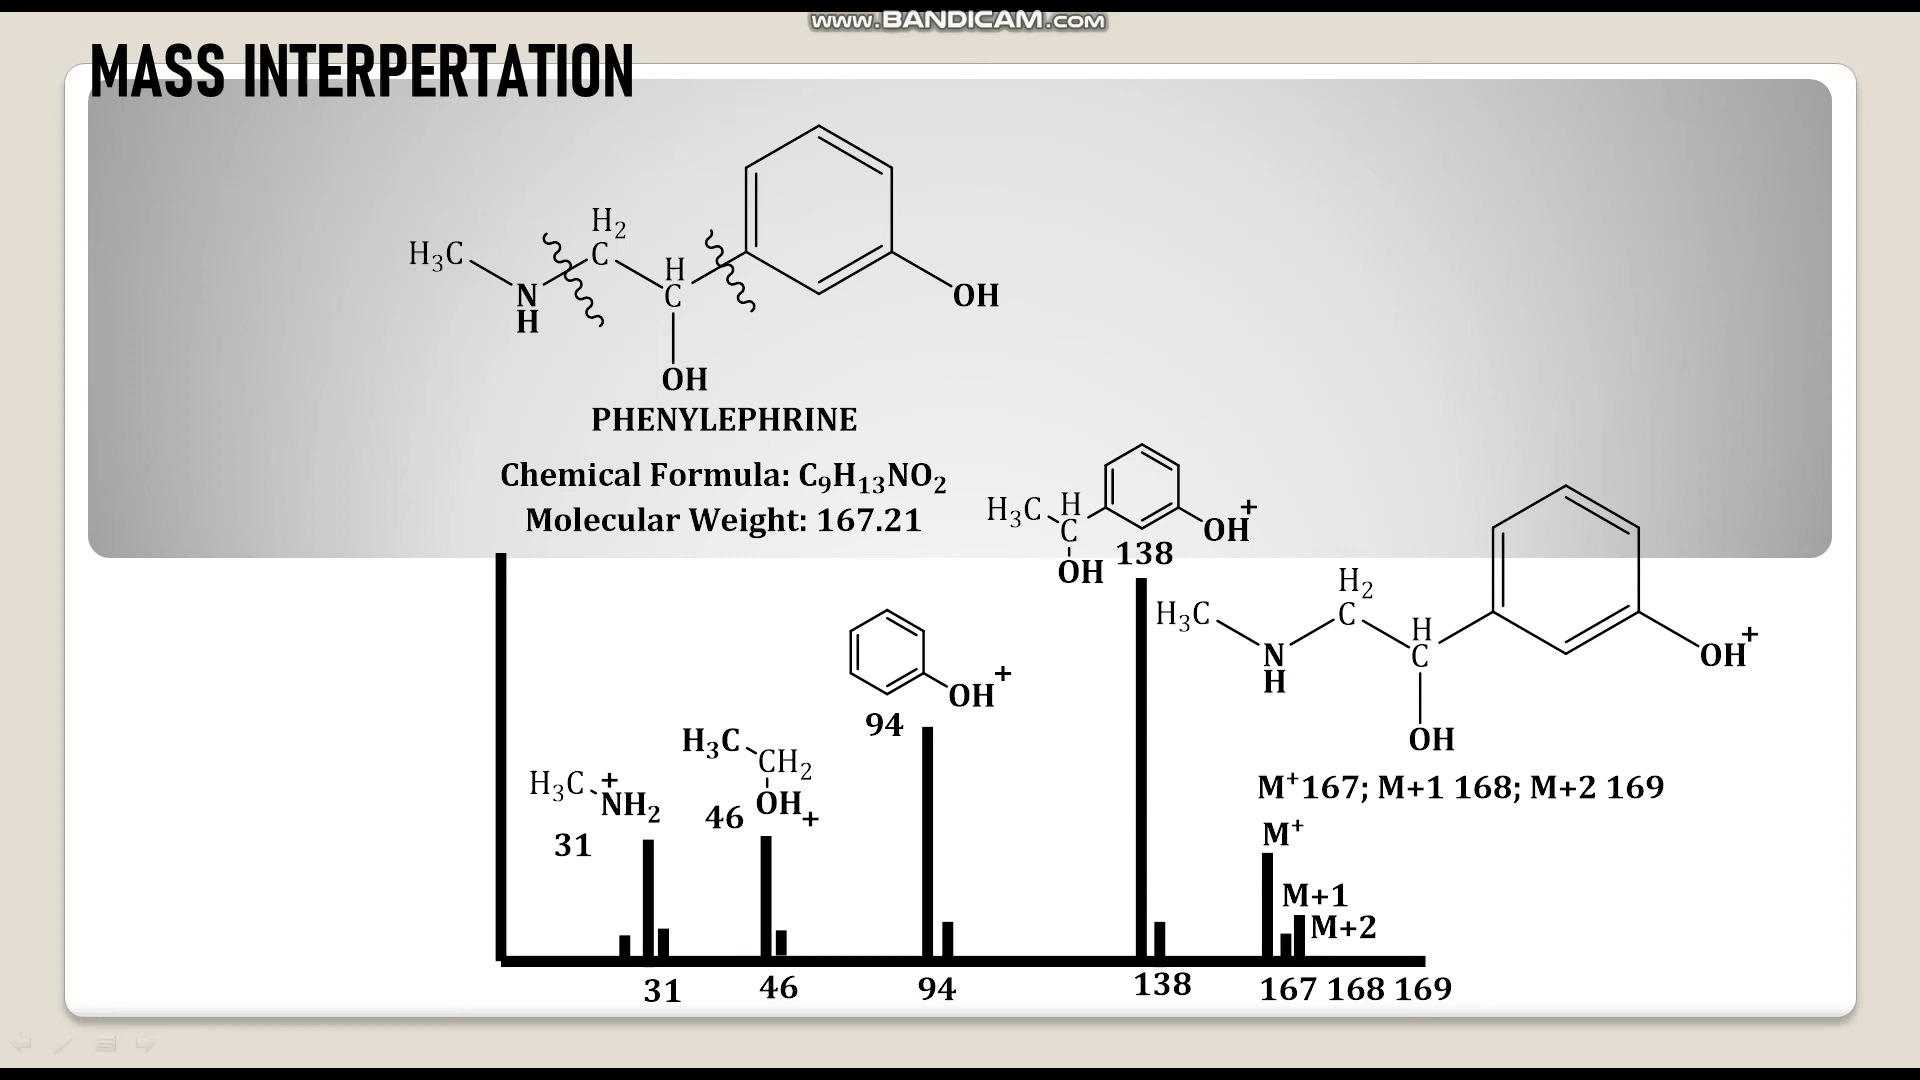 www.BANDICAM.com
MASS INTERPERTATION
H₂
H₃C
C
H
N
C
H
OH
OH
PHENYLEPHRINE
Chemical Formula: C₉H₁₃NO₂
Molecular Weight: 167.21
H₃C
H
C
OH
+
OH
138
H₂
H₃C
C
H
N
C
H
OH
+
OH
M⁺167; M+1 168; M+2 169
OH
+
94
H₃C
CH₂
OH
+
46
H₃C
+
NH₂
31
M⁺
M+1
M+2
31 46 94 138 167 168 169